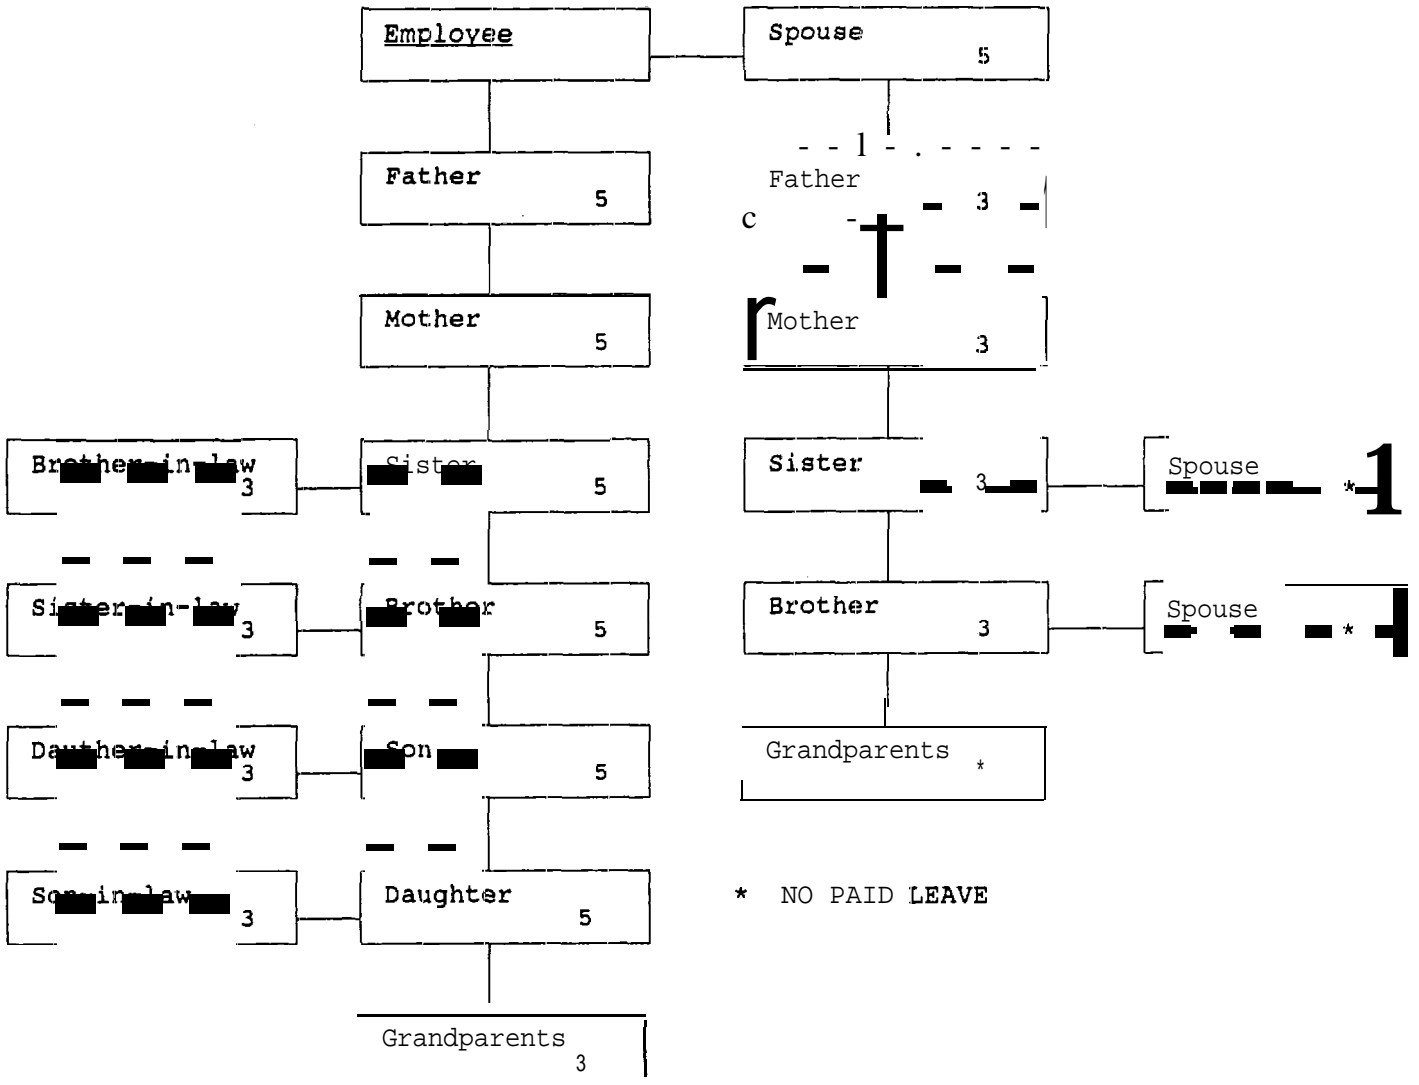 Employee
Spouse
5
Father
5
Father
3
Mother
5
Mother
3
Brother-in-law
3
Sister
5
Sister
3
Spouse
*
Sister-in-law
3
Brother
5
Brother
3
Spouse
*
Dauther-in-law
3
Son
5
Grandparents
*
Son-in-law
3
Daughter
5
* NO PAID LEAVE
Grandparents
3